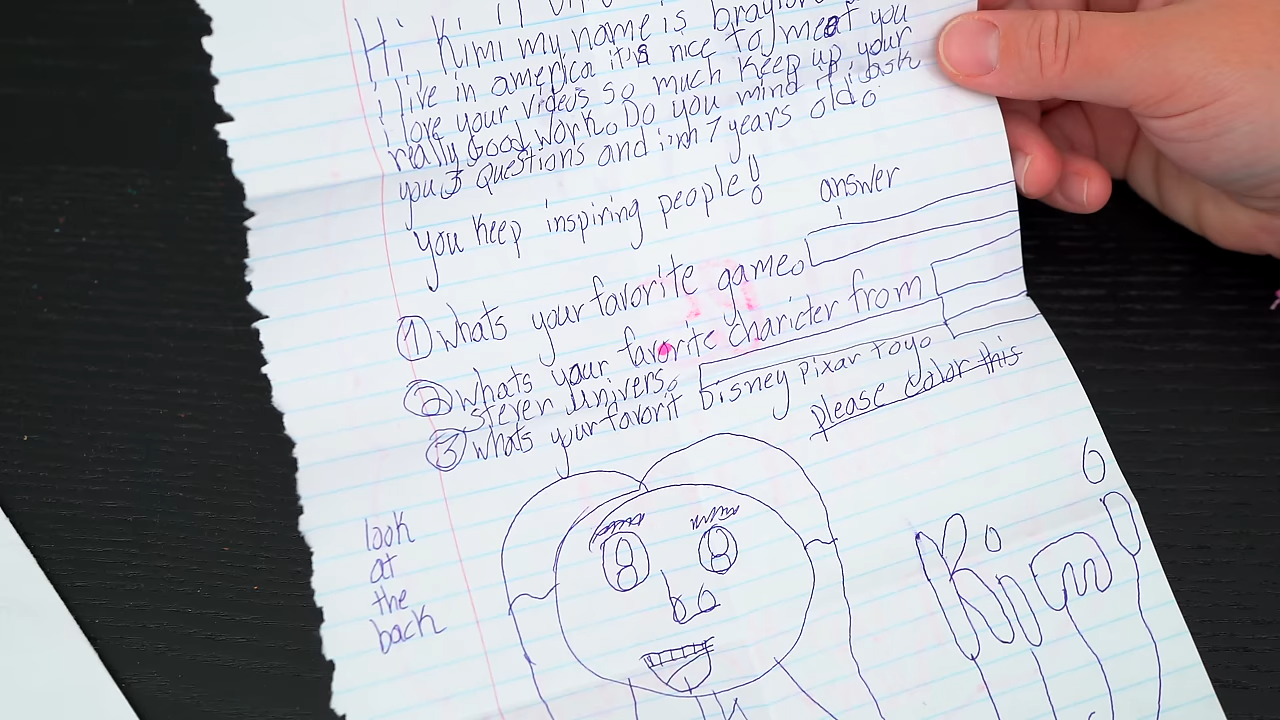 Hi Kimi my name is
i live in america it's nice to meet you
i love your videos so much keep up your
really Good work. Do you mind if i ask
you 3 Questions and i'm 7 years old.
you keep inspiring people!
answer
① whats your favorite game.
② whats your favorite charicter from
steven univers.
③ whats your favorit Disney pixar toyo
please color this
look
at
the
back
Kimi